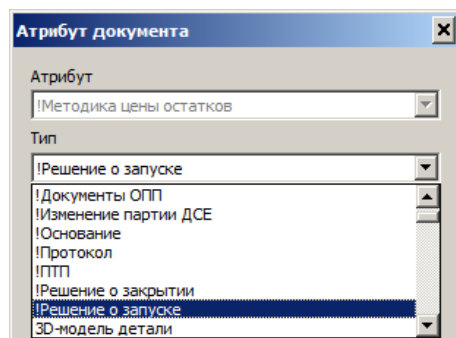 Атрибут документа
Атрибут
!Методика цены остатков
Тип
!Решение о запуске
!Документы ОПП
!Изменение партии ДСЕ
!Основание
!Протокол
!ПТП
!Решение о закрытии
!Решение о запуске
3D-модель детали